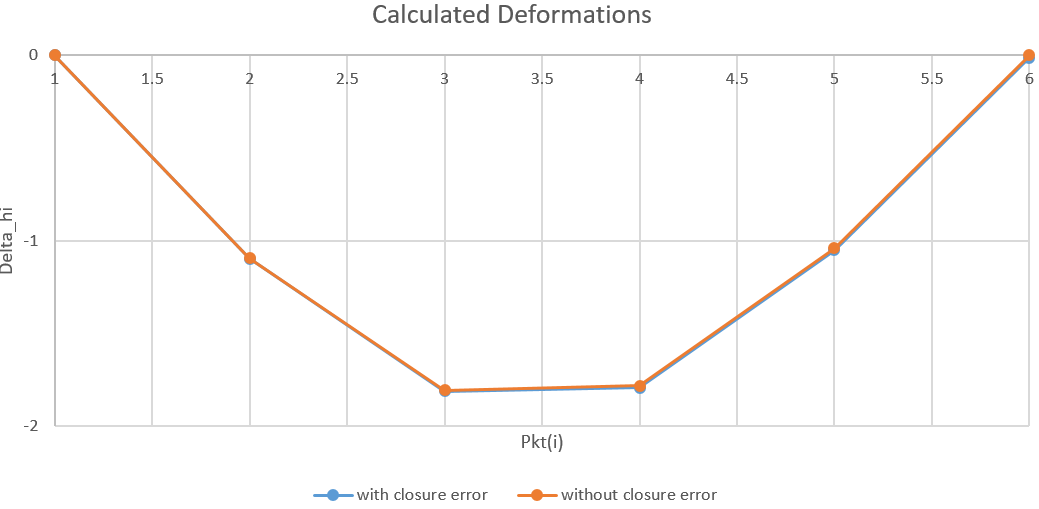 Calculated Deformations
0
1 1.5 2 2.5 3 3.5 4 4.5 5 5.5 6
Delta_hi
-1
-2
Pkt(i)
with closure error without closure error